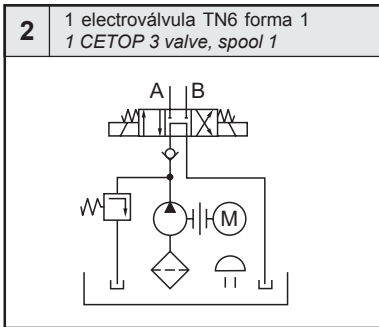 2
1 electroválvula TN6 forma 1
1 CETOP 3 valve, spool 1
A B
M